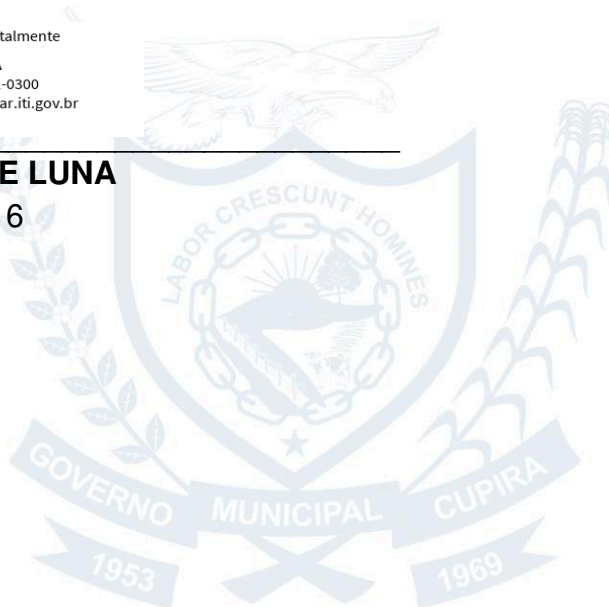 talmente
-0300
ar.iti.gov.br
E LUNA
6
LABOR CRESCUNT HOMINES
GOVERNO MUNICIPAL CUPIRA
1953 1969